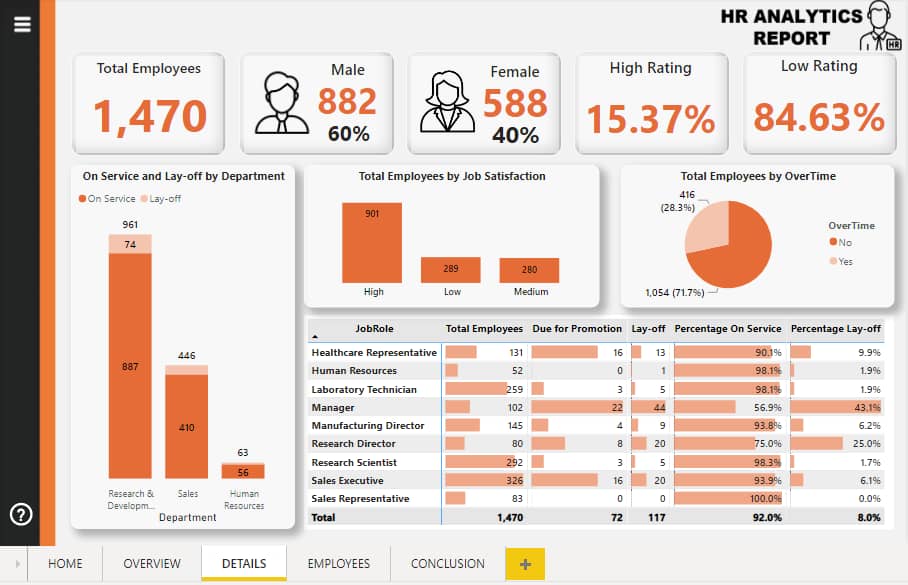 HR ANALYTICS
REPORT
HR
Total Employees
1,470
Male
882
60%
Female
588
40%
High Rating
15.37%
Low Rating
84.63%
On Service and Lay-off by Department
On Service Lay-off
961
74
887
446
410
63
56
Research & Developm...
Sales
Human Resources
Department
Total Employees by Job Satisfaction
901
289
280
High Low Medium
Total Employees by OverTime
416
(28.3%)
1,054 (71.7%)
OverTime
No
Yes
JobRole Total Employees Due for Promotion Lay-off Percentage On Service Percentage Lay-off
Healthcare Representative 131 16 13 90.1% 9.9%
Human Resources 52 0 1 98.1% 1.9%
Laboratory Technician 259 3 5 98.1% 1.9%
Manager 102 22 44 56.9% 43.1%
Manufacturing Director 145 4 9 93.8% 6.2%
Research Director 80 8 20 75.0% 25.0%
Research Scientist 292 3 5 98.3% 1.7%
Sales Executive 326 16 20 93.9% 6.1%
Sales Representative 83 0 0 100.0% 0.0%
Total 1,470 72 117 92.0% 8.0%
?
HOME OVERVIEW DETAILS EMPLOYEES CONCLUSION +